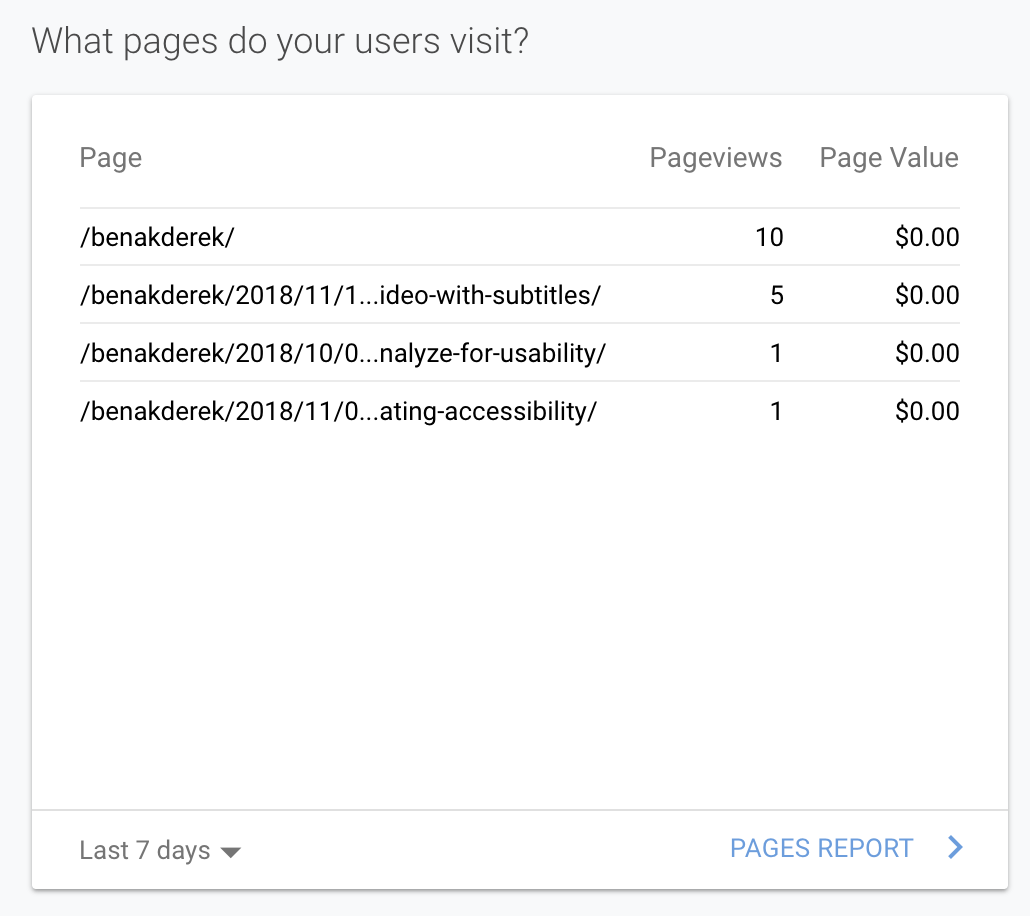 What pages do your users visit?
Page Pageviews Page Value
/benakderek/ 10 $0.00
/benakderek/2018/11/1...ideo-with-subtitles/ 5 $0.00
/benakderek/2018/10/0...nalyze-for-usability/ 1 $0.00
/benakderek/2018/11/0...ating-accessibility/ 1 $0.00
Last 7 days PAGES REPORT